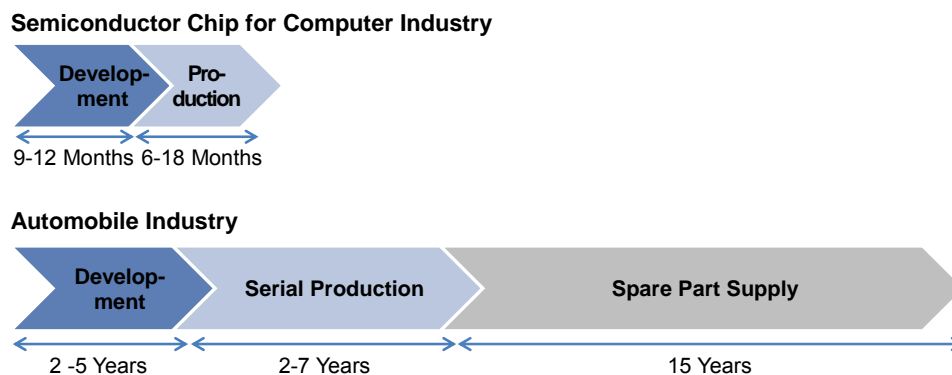 Semiconductor Chip for Computer Industry
Develop-
ment
Pro-
duction
9-12 Months
6-18 Months
Automobile Industry
Develop-
ment
Serial Production
Spare Part Supply
2 -5 Years
2-7 Years
15 Years